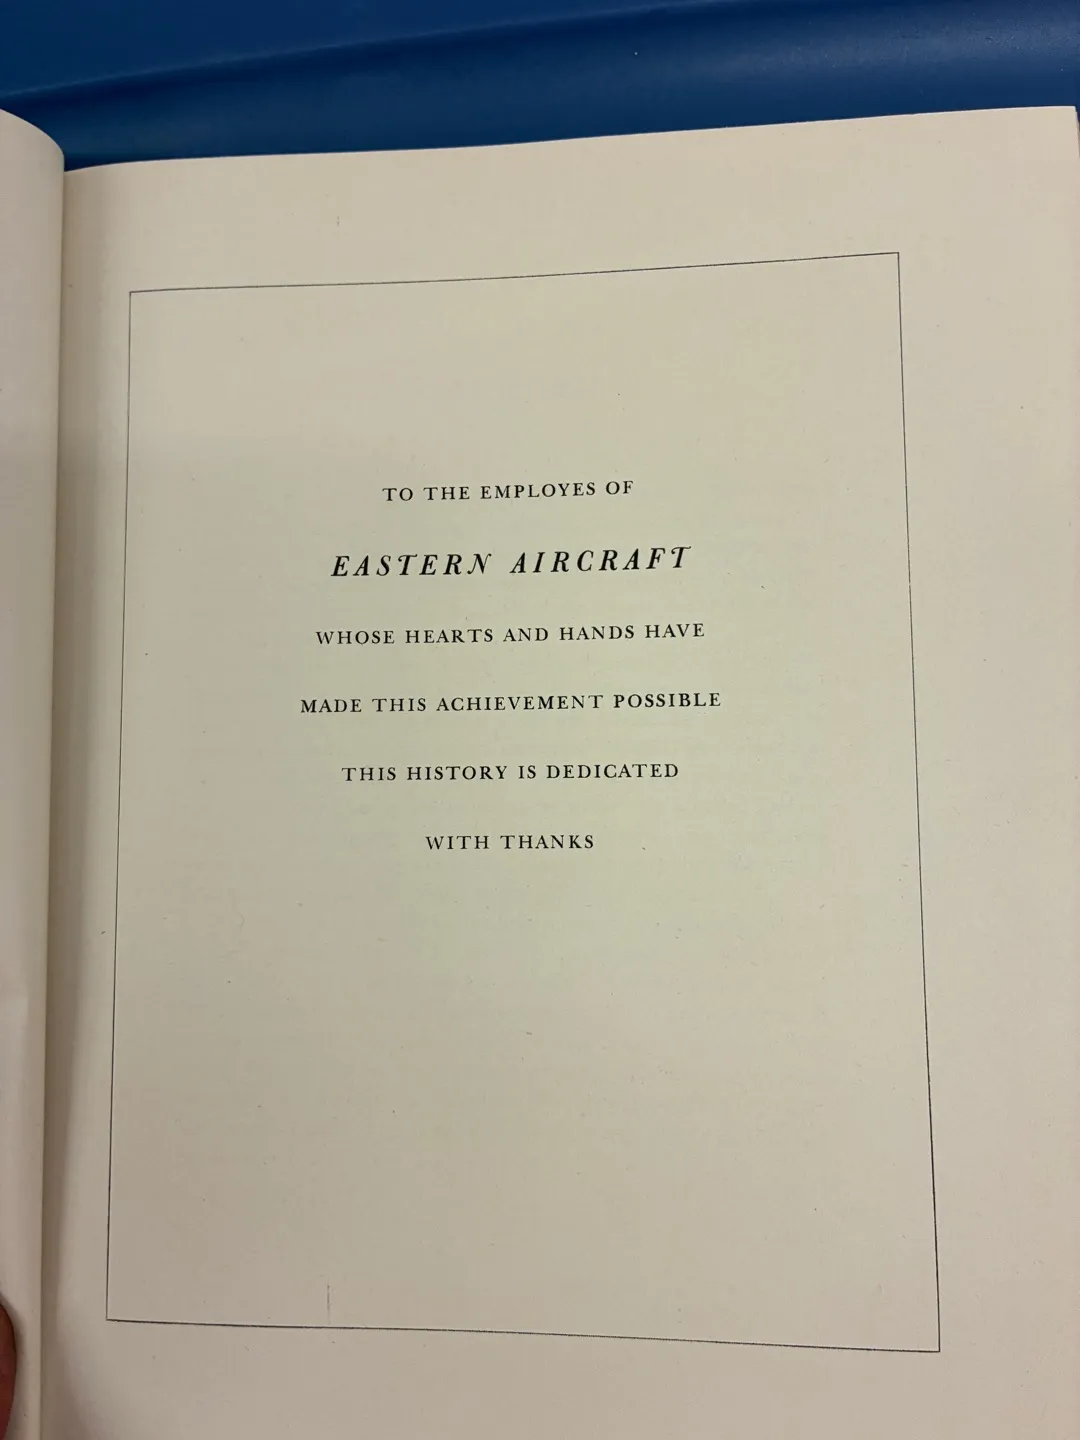 TO THE EMPLOYES OF
EASTERN AIRCRAFT
WHOSE HEARTS AND HANDS HAVE
MADE THIS ACHIEVEMENT POSSIBLE
THIS HISTORY IS DEDICATED
WITH THANKS